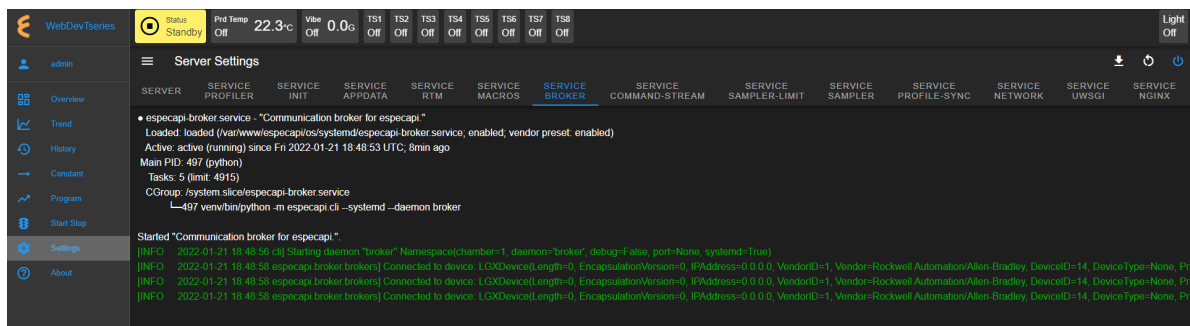 WebDevTseries
Status
Standby
Prd Temp
Off
22.3°C
Vibe
Off
0.0G
TS1
Off
TS2
Off
TS3
Off
TS4
Off
TS5
Off
TS6
Off
TS7
Off
TS8
Off
Light
Off
admin
Overview
Trend
History
Constant
Program
Start Stop
Settings
About
Server Settings
SERVER
SERVICE
PROFILER
SERVICE
INIT
SERVICE
APPDATA
SERVICE
RTM
SERVICE
MACROS
SERVICE
BROKER
SERVICE
COMMAND-STREAM
SERVICE
SAMPLER-LIMIT
SERVICE
SAMPLER
SERVICE
PROFILE-SYNC
SERVICE
NETWORK
SERVICE
UWSGI
SERVICE
NGINX
● especapi-broker.service - "Communication broker for especapi."
Loaded: loaded (/var/www/especapi/os/systemd/especapi-broker.service; enabled; vendor preset: enabled)
Active: active (running) since Fri 2022-01-21 18:48:53 UTC; 8min ago
Main PID: 497 (python)
Tasks: 5 (limit: 4915)
CGroup: /system.slice/especapi-broker.service
└─497 venv/bin/python -m especapi.cli --systemd --daemon broker
Started "Communication broker for especapi.".
[INFO 2022-01-21 18:48:56 cli] Starting daemon "broker" Namespace(chamber=1, daemon='broker', debug=False, port=None, systemd=True)
[INFO 2022-01-21 18:48:58 especapi.broker.brokers] Connected to device: LGXDevice(Length=0, EncapsulationVersion=0, IPAddress=0.0.0.0, VendorID=1, Vendor=Rockwell Automation/Allen-Bradley, DeviceID=14, DeviceType=None, Pr
[INFO 2022-01-21 18:48:58 especapi.broker.brokers] Connected to device: LGXDevice(Length=0, EncapsulationVersion=0, IPAddress=0.0.0.0, VendorID=1, Vendor=Rockwell Automation/Allen-Bradley, DeviceID=14, DeviceType=None, Pr
[INFO 2022-01-21 18:48:58 especapi.broker.brokers] Connected to device: LGXDevice(Length=0, EncapsulationVersion=0, IPAddress=0.0.0.0, VendorID=1, Vendor=Rockwell Automation/Allen-Bradley, DeviceID=14, DeviceType=None, Pr